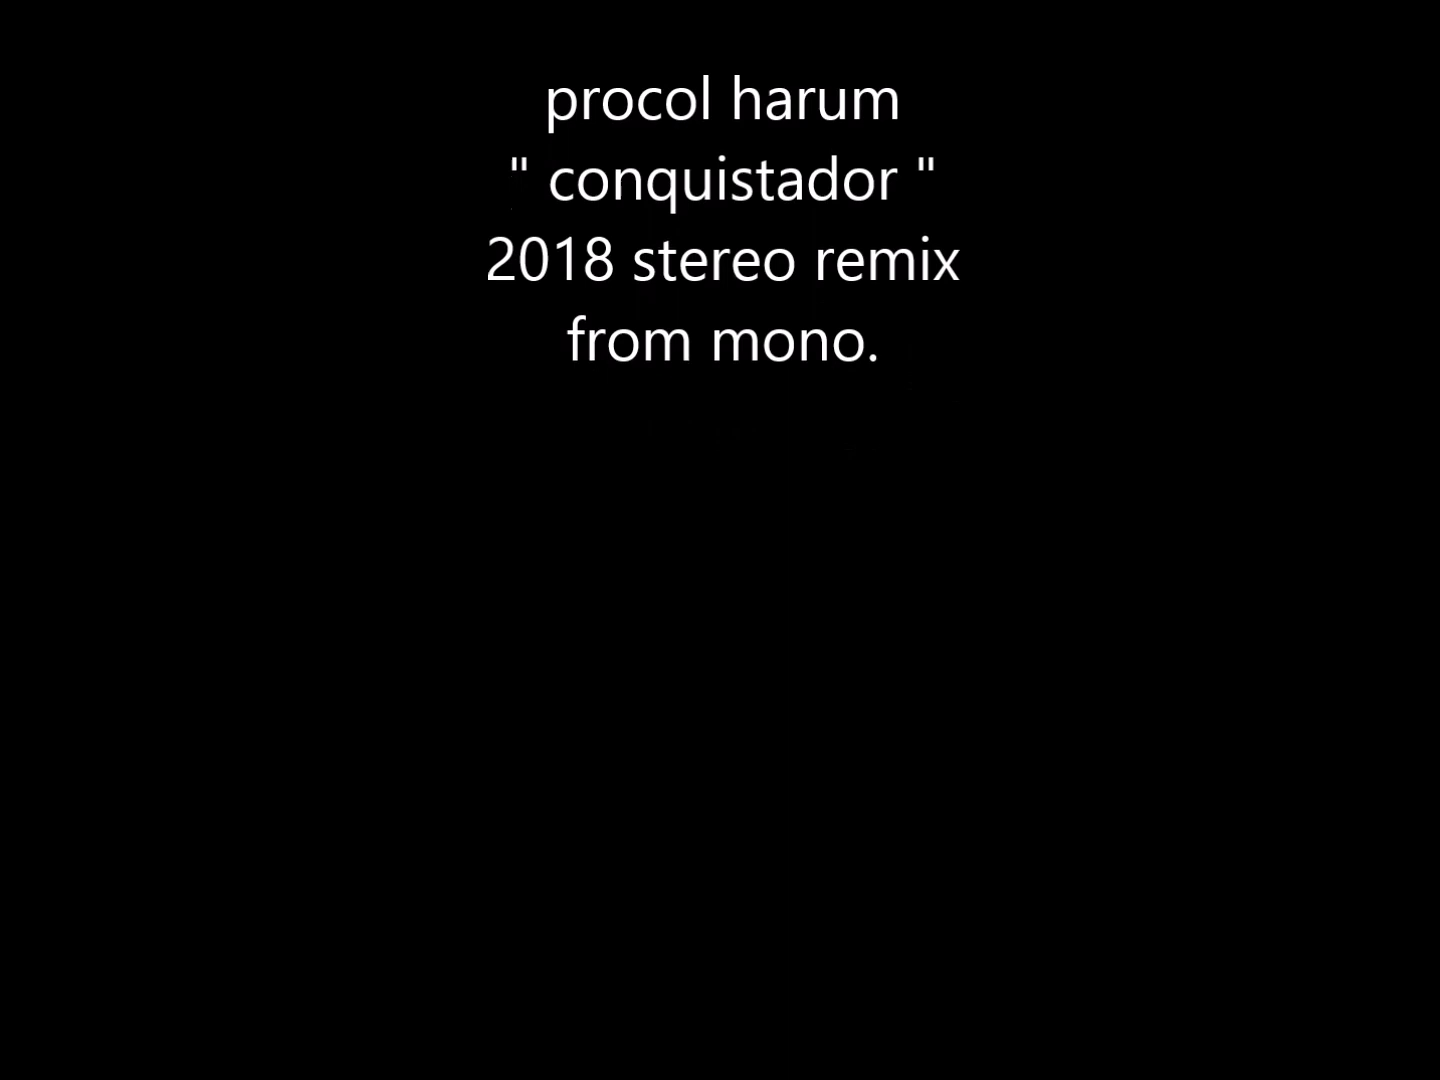 procol harum
" conquistador "
2018 stereo remix
from mono.